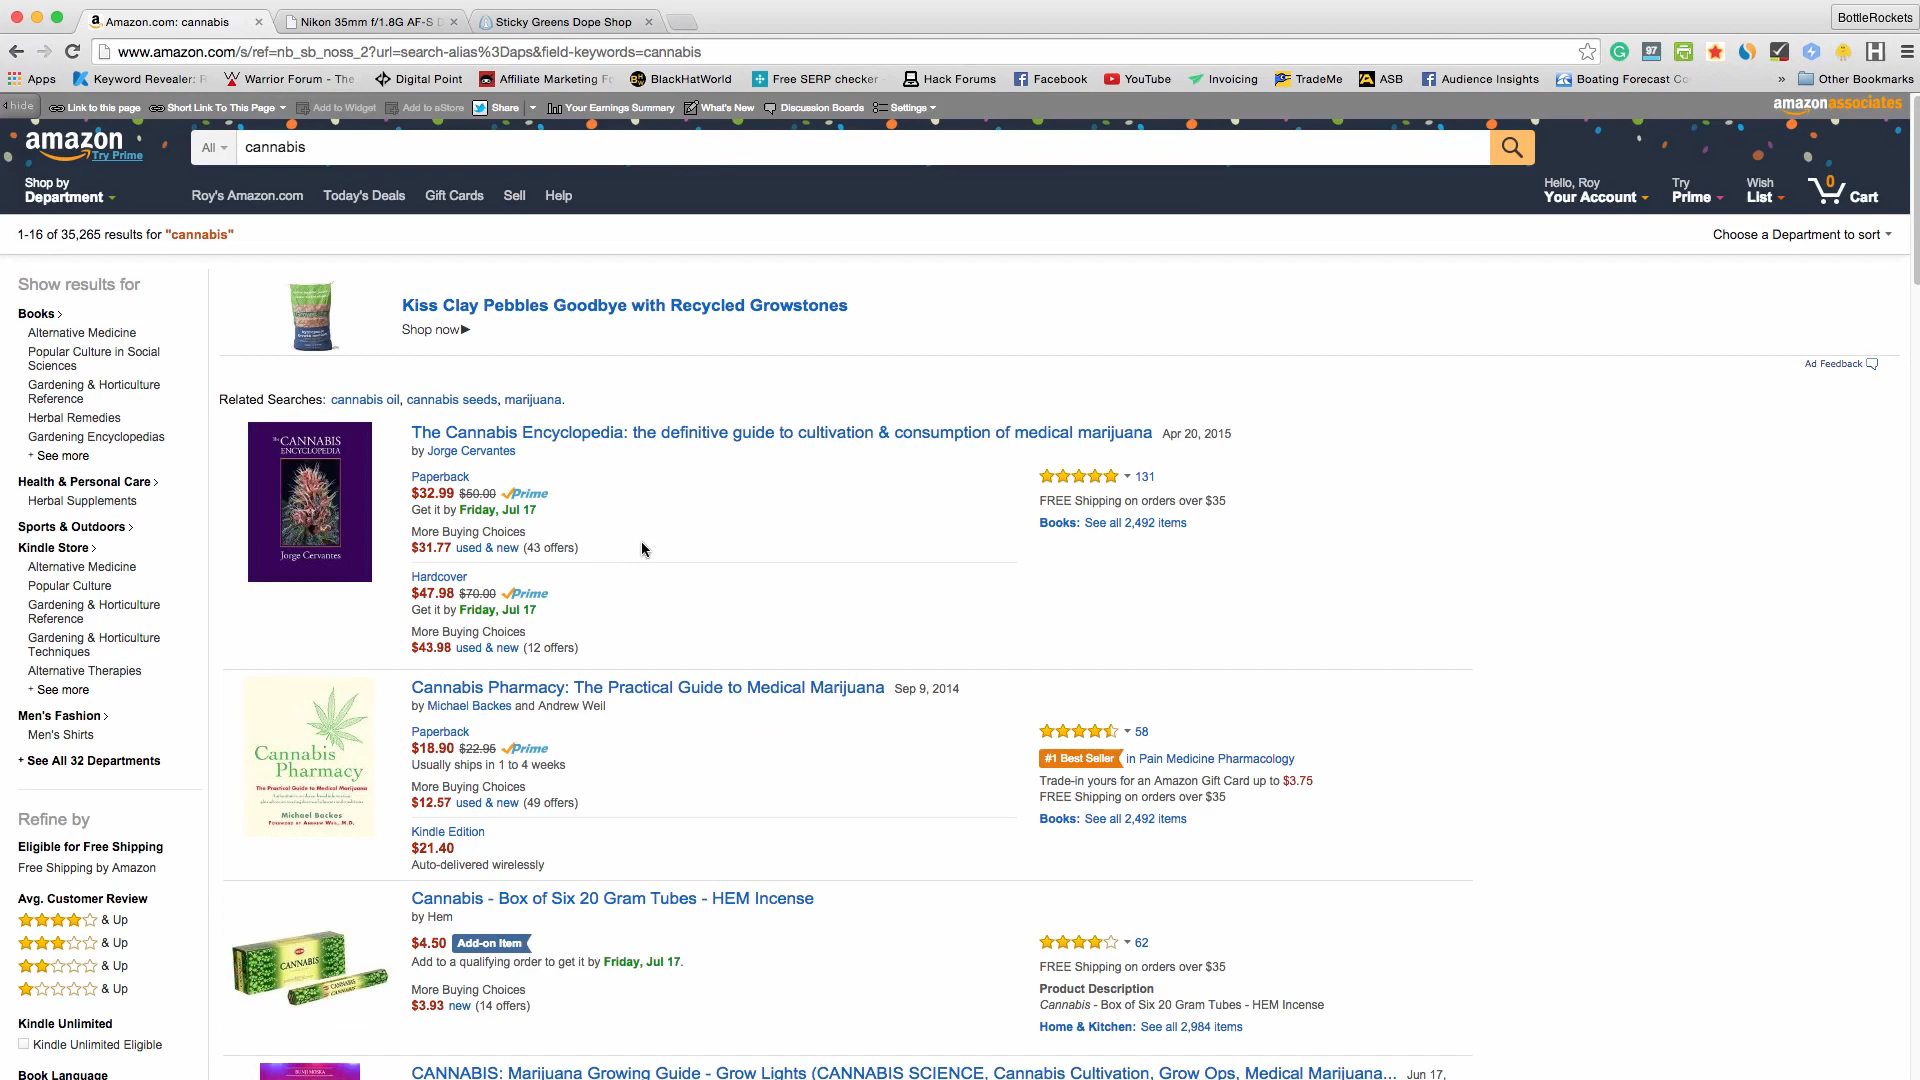 Amazon.com: cannabis
Nikon 35mm f/1.8G AF-S D
Sticky Greens Dope Shop
BottleRockets
www.amazon.com/s/ref=nb_sb_noss_2?url=search-alias%3Daps&field-keywords=cannabis
97
Apps
Keyword Revealer: R
Warrior Forum - The
Digital Point
Affiliate Marketing Fo
BlackHatWorld
Free SERP checker
Hack Forums
Facebook
YouTube
Invoicing
TradeMe
ASB
Audience Insights
Boating Forecast Co
»
Other Bookmarks
hide
Link to this page
Short Link To This Page
Add to Widget
Add to aStore
Share
Your Earnings Summary
What's New
Discussion Boards
Settings
amazonassociates
amazon
Try Prime
All
cannabis
Shop by
Department
Roy's Amazon.com
Today's Deals
Gift Cards
Sell
Help
Hello, Roy
Your Account
Try
Prime
Wish
List
0
Cart
1-16 of 35,265 results for "cannabis"
Choose a Department to sort
Show results for
Books
Alternative Medicine
Popular Culture in Social
Sciences
Gardening & Horticulture
Reference
Herbal Remedies
Gardening Encyclopedias
+ See more
Health & Personal Care
Herbal Supplements
Sports & Outdoors
Kindle Store
Alternative Medicine
Popular Culture
Gardening & Horticulture
Reference
Gardening & Horticulture
Techniques
Alternative Therapies
+ See more
Men's Fashion
Men's Shirts
+ See All 32 Departments
Refine by
Eligible for Free Shipping
Free Shipping by Amazon
Avg. Customer Review
& Up
& Up
& Up
& Up
Kindle Unlimited
Kindle Unlimited Eligible
Book Language
Kiss Clay Pebbles Goodbye with Recycled Growstones
Shop now
Ad Feedback
Related Searches: cannabis oil, cannabis seeds, marijuana.
The CANNABIS
ENCYCLOPEDIA
Jorge Cervantes
The Cannabis Encyclopedia: the definitive guide to cultivation & consumption of medical marijuana Apr 20, 2015
by Jorge Cervantes
Paperback
$32.99 $50.00 Prime
Get it by Friday, Jul 17
More Buying Choices
$31.77 used & new (43 offers)
Hardcover
$47.98 $70.00 Prime
Get it by Friday, Jul 17
More Buying Choices
$43.98 used & new (12 offers)
131
FREE Shipping on orders over $35
Books: See all 2,492 items
Cannabis
Pharmacy
The Practical Guide to Medical Marijuana
Michael Backes
Foreword by Andrew Weil, M.D.
Cannabis Pharmacy: The Practical Guide to Medical Marijuana Sep 9, 2014
by Michael Backes and Andrew Weil
Paperback
$18.90 $22.95 Prime
Usually ships in 1 to 4 weeks
More Buying Choices
$12.57 used & new (49 offers)
Kindle Edition
$21.40
Auto-delivered wirelessly
58
#1 Best Seller in Pain Medicine Pharmacology
Trade-in yours for an Amazon Gift Card up to $3.75
FREE Shipping on orders over $35
Books: See all 2,492 items
CANNABIS
CANNABIS
Cannabis - Box of Six 20 Gram Tubes - HEM Incense
by Hem
$4.50 Add-on Item
Add to a qualifying order to get it by Friday, Jul 17.
More Buying Choices
$3.93 new (14 offers)
62
FREE Shipping on orders over $35
Product Description
Cannabis - Box of Six 20 Gram Tubes - HEM Incense
Home & Kitchen: See all 2,984 items
CANNABIS: Marijuana Growing Guide - Grow Lights (CANNABIS SCIENCE, Cannabis Cultivation, Grow Ops, Medical Marijuana... Jun 17,